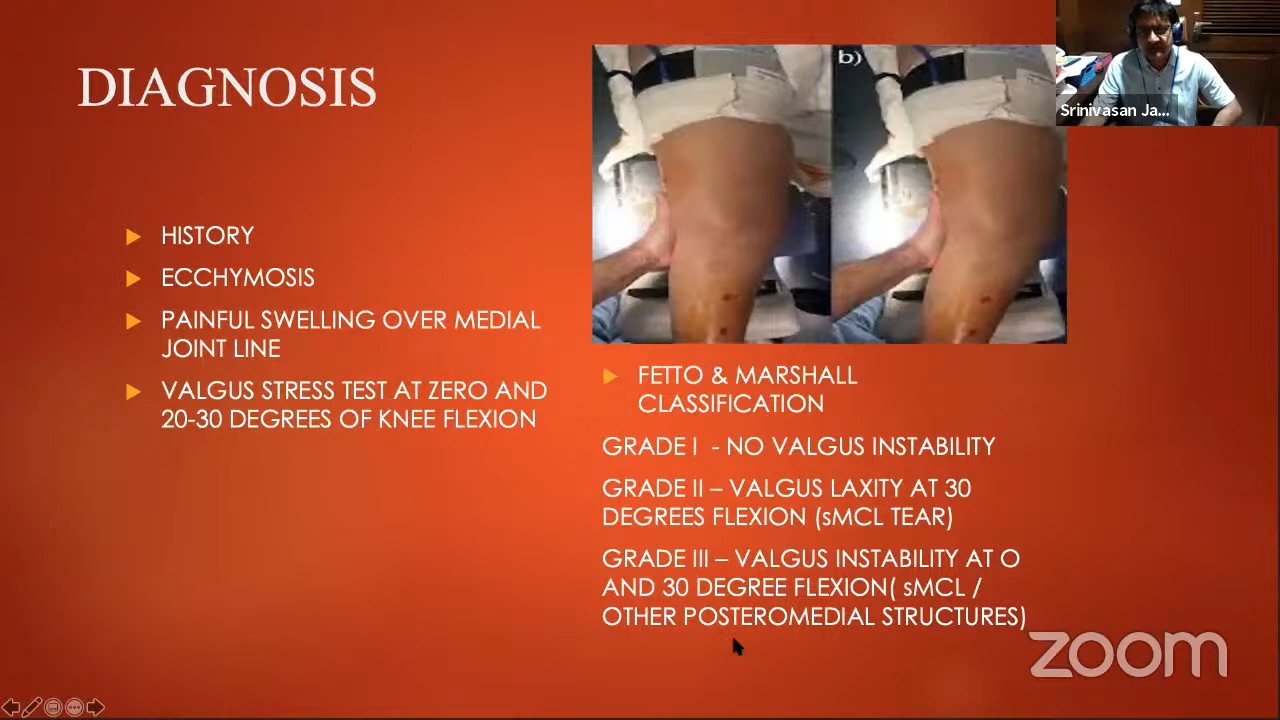 DIAGNOSIS
HISTORY
ECCHYMOSIS
PAINFUL SWELLING OVER MEDIAL
JOINT LINE
VALGUS STRESS TEST AT ZERO AND
20-30 DEGREES OF KNEE FLEXION
b)
Srinivasan Ja...
FETTO & MARSHALL
CLASSIFICATION
GRADE I - NO VALGUS INSTABILITY
GRADE II – VALGUS LAXITY AT 30
DEGREES FLEXION (sMCL TEAR)
GRADE III – VALGUS INSTABILITY AT O
AND 30 DEGREE FLEXION( sMCL /
OTHER POSTEROMEDIAL STRUCTURES)
zoom